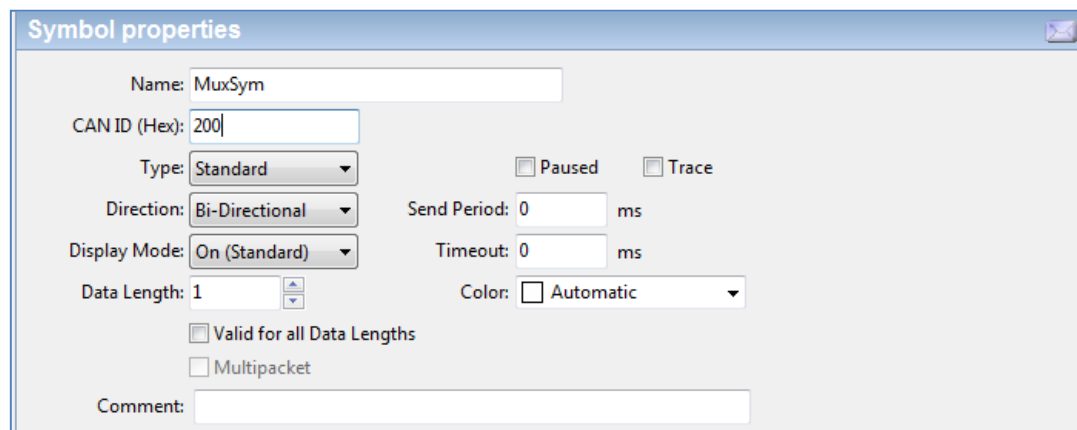 Symbol properties
Name: MuxSym
CAN ID (Hex): 200
Type: Standard Paused Trace
Direction: Bi-Directional Send Period: 0 ms
Display Mode: On (Standard) Timeout: 0 ms
Data Length: 1 Color: Automatic
Valid for all Data Lengths
Multipacket
Comment: